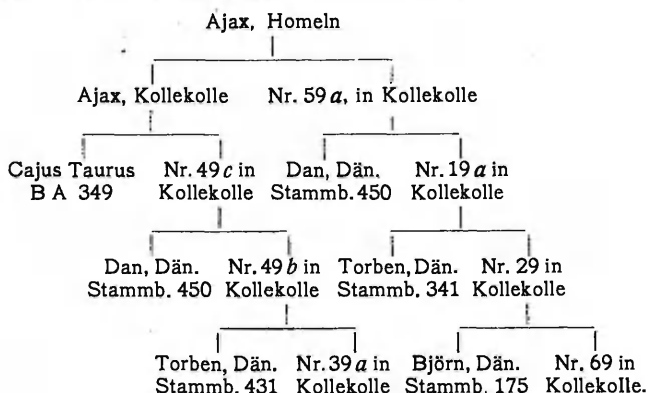 Ajax, Homeln
Ajax, Kollekolle Nr. 59 a, in Kollekolle
Cajus Taurus Nr. 49 c in Dan, Dän. Nr. 19 a in
B A 349 Kollekolle Stammb. 450 Kollekolle
Dan, Dän. Nr. 49 b in Torben, Dän. Nr. 29 in
Stammb. 450 Kollekolle Stammb. 341 Kollekolle
Torben, Dän. Nr. 39 a in Björn, Dän. Nr. 69 in
Stammb. 431 Kollekolle Stammb. 175 Kollekolle.